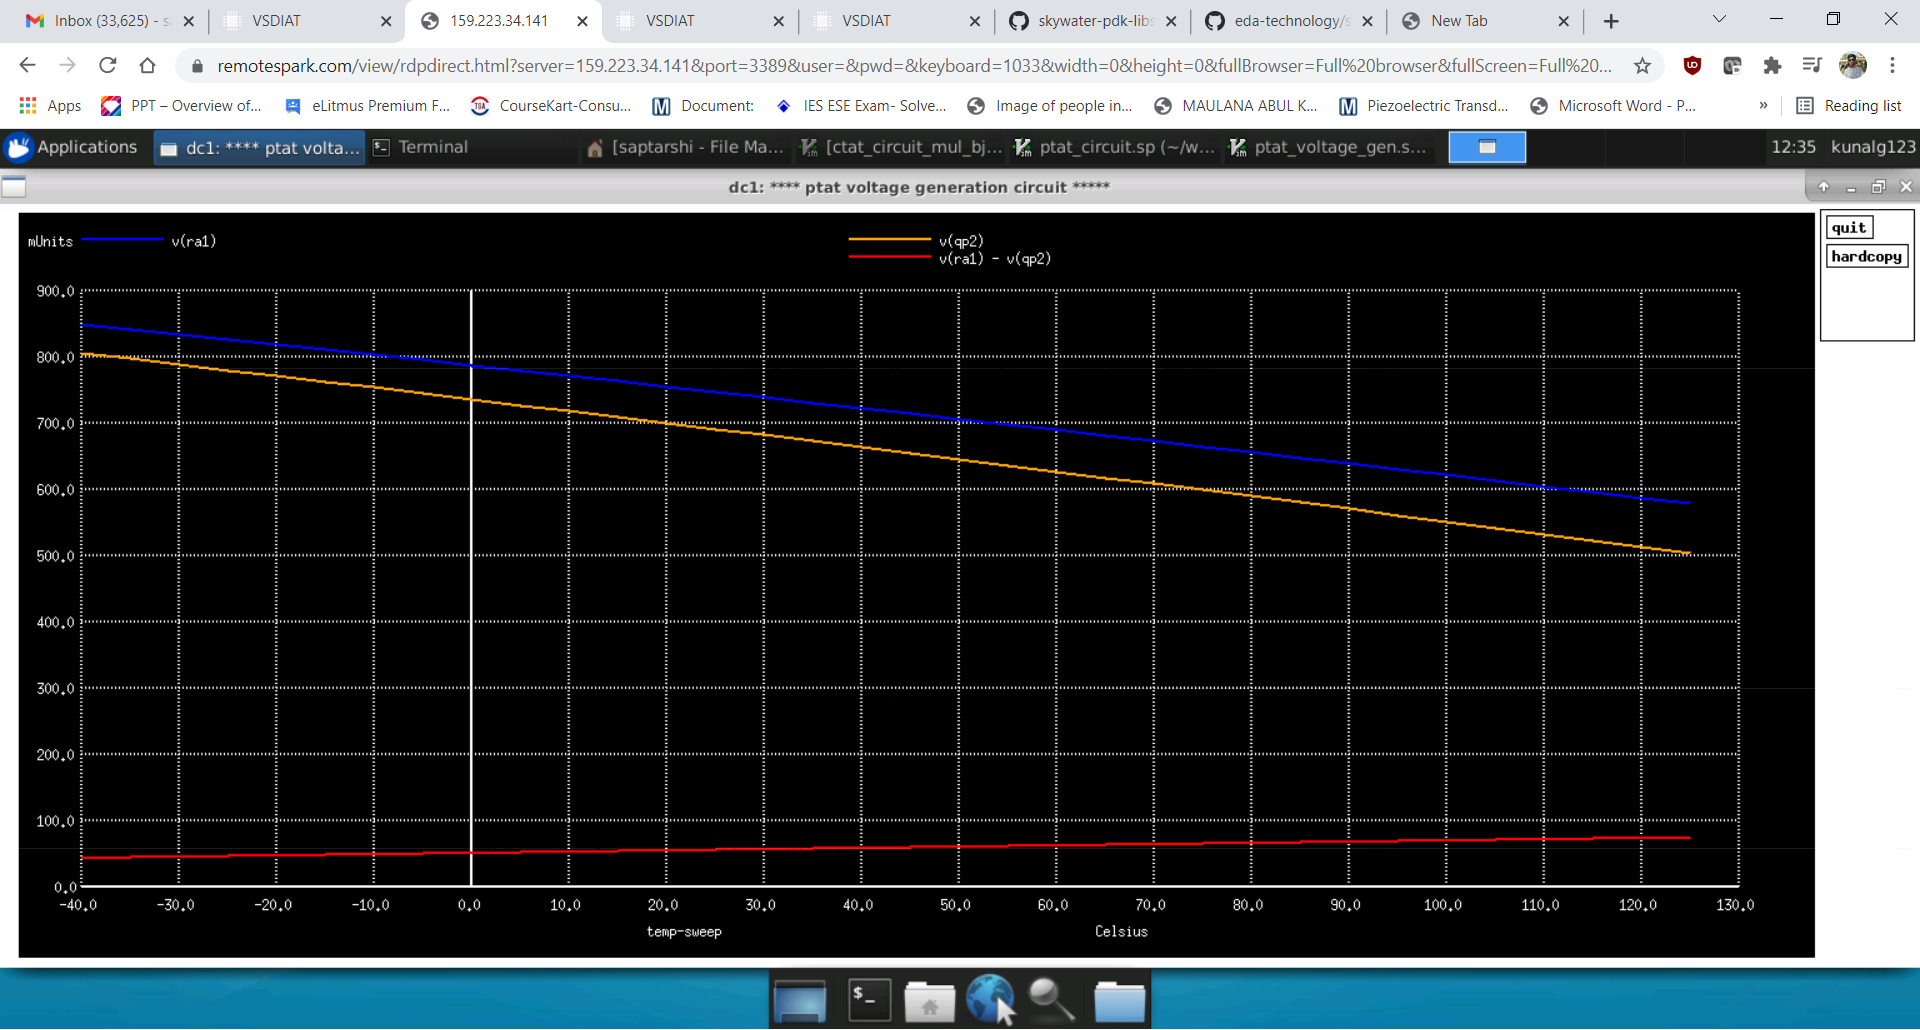 Inbox (33,625) - s
VSDIAT
159.223.34.141
VSDIAT
VSDIAT
skywater-pdk-libs
eda-technology/s
New Tab
remotespark.com/view/rdpdirect.html?server=159.223.34.141&port=3389&user=&pwd=&keyboard=1033&width=0&height=0&fullBrowser=Full%20browser&fullScreen=Full%20...
Apps
PPT – Overview of...
eLitmus Premium F...
CourseKart-Consu...
Document:
IES ESE Exam- Solve...
Image of people in...
MAULANA ABUL K...
Piezoelectric Transd...
Microsoft Word - P...
»
Reading list
Applications
dc1: **** ptat volta...
Terminal
[saptarshi - File Ma...
[ctat_circuit_mul_bj...
ptat_circuit.sp (~/w...
ptat_voltage_gen.s...
12:35
kunalg123
dc1: **** ptat voltage generation circuit *****
quit
hardcopy
mUnits
v(ra1)
v(qp2)
v(ra1) - v(qp2)
900.0
800.0
700.0
600.0
500.0
400.0
300.0
200.0
100.0
0.0
-40.0 -30.0 -20.0 -10.0 0.0 10.0 20.0 30.0 40.0 50.0 60.0 70.0 80.0 90.0 100.0 110.0 120.0 130.0
temp-sweep
Celsius
$_